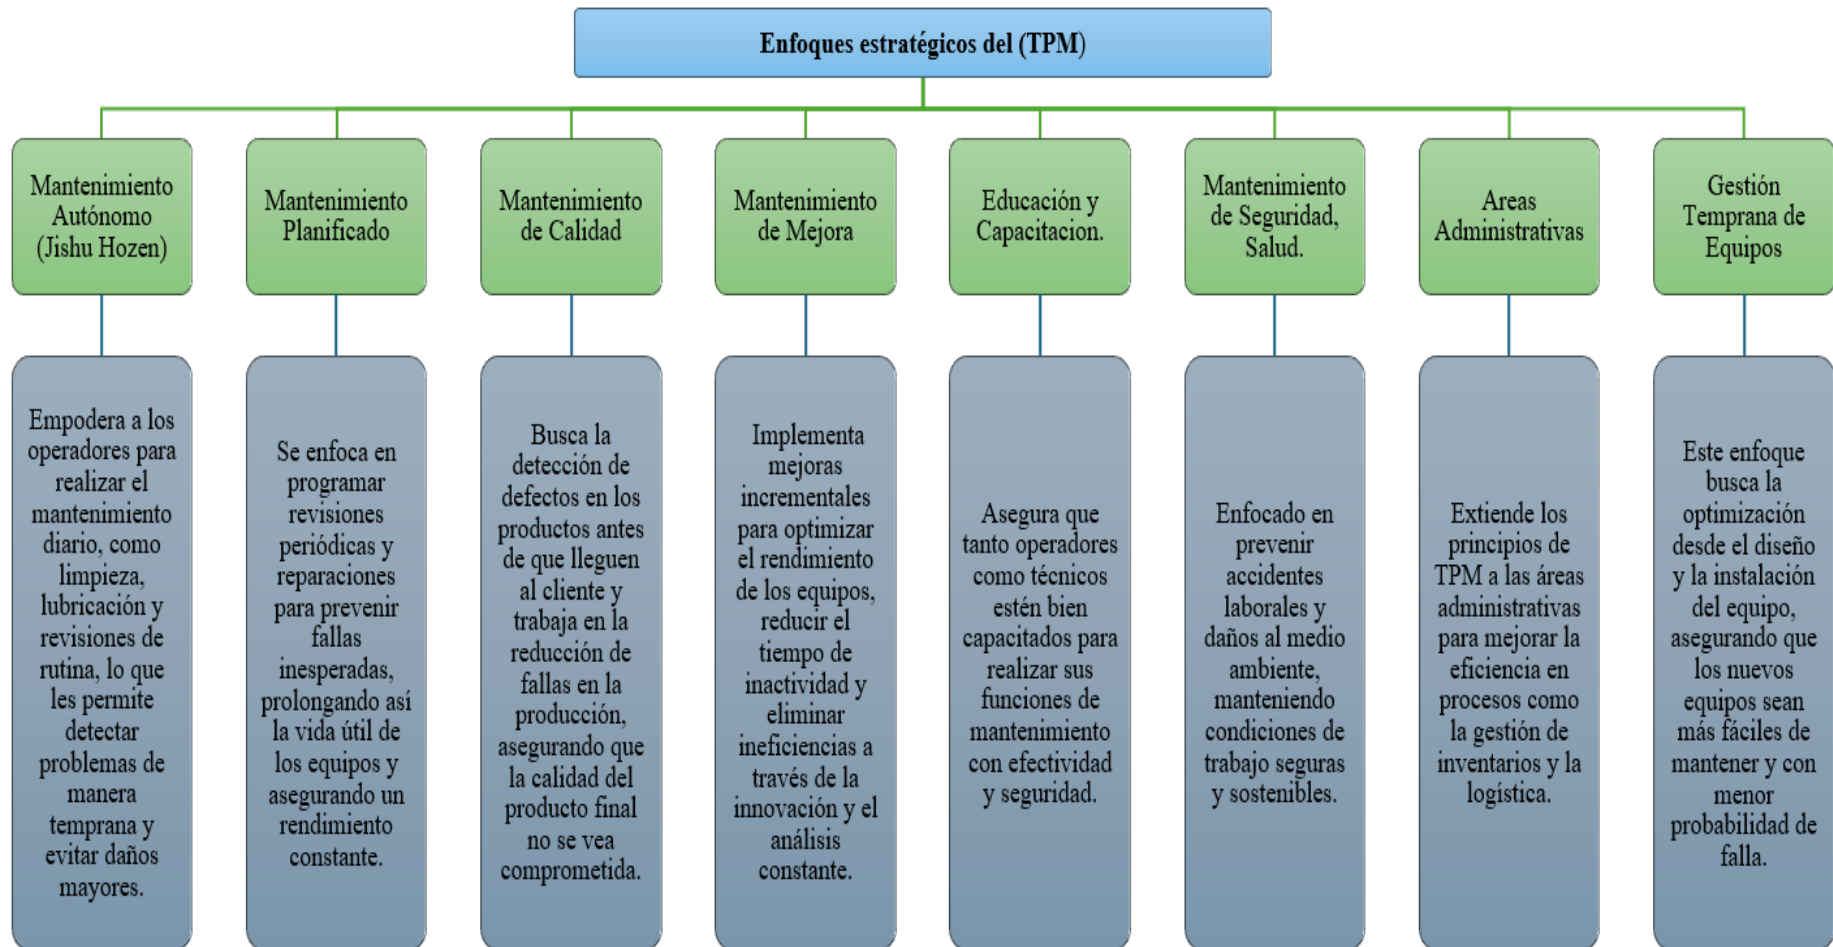 Enfoques estratégicos del (TPM)
Mantenimiento
Autónomo
(Jishu Hozen)
Mantenimiento
Planificado
Mantenimiento
de Calidad
Mantenimiento
de Mejora
Educación y
Capacitacion.
Mantenimiento
de Seguridad,
Salud.
Areas
Administrativas
Gestión
Temprana de
Equipos
Empodera a los
operadores para
realizar el
mantenimiento
diario, como
limpieza,
lubricación y
revisiones de
rutina, lo que
les permite
detectar
problemas de
manera
temprana y
evitar daños
mayores.
Se enfoca en
programar
revisiones
periódicas y
reparaciones
para prevenir
fallas
inesperadas,
prolongando así
la vida útil de
los equipos y
asegurando un
rendimiento
constante.
Busca la
detección de
defectos en los
productos antes
de que lleguen
al cliente y
trabaja en la
reducción de
fallas en la
producción,
asegurando que
la calidad del
producto final
no se vea
comprometida.
Implementa
mejoras
incrementales
para optimizar
el rendimiento
de los equipos,
reducir el
tiempo de
inactividad y
eliminar
ineficiencias a
través de la
innovación y el
análisis
constante.
Asegura que
tanto operadores
como técnicos
estén bien
capacitados para
realizar sus
funciones de
mantenimiento
con efectividad
y seguridad.
Enfocado en
prevenir
accidentes
laborales y
daños al medio
ambiente,
manteniendo
condiciones de
trabajo seguras
y sostenibles.
Extiende los
principios de
TPM a las áreas
administrativas
para mejorar la
eficiencia en
procesos como
la gestión de
inventarios y la
logística.
Este enfoque
busca la
optimización
desde el diseño
y la instalación
del equipo,
asegurando que
los nuevos
equipos sean
más fáciles de
mantener y con
menor
probabilidad de
falla.